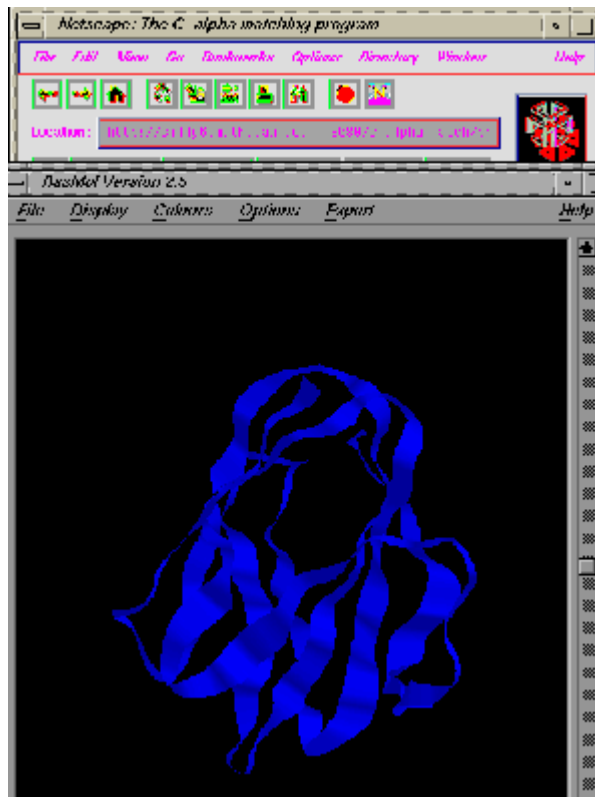 Netscape: The C alpha matching program
File Edit View Go Bookmarks Options Directory Window Help
Location:
RasMol Version 2.5
File Display Colours Options Export Help